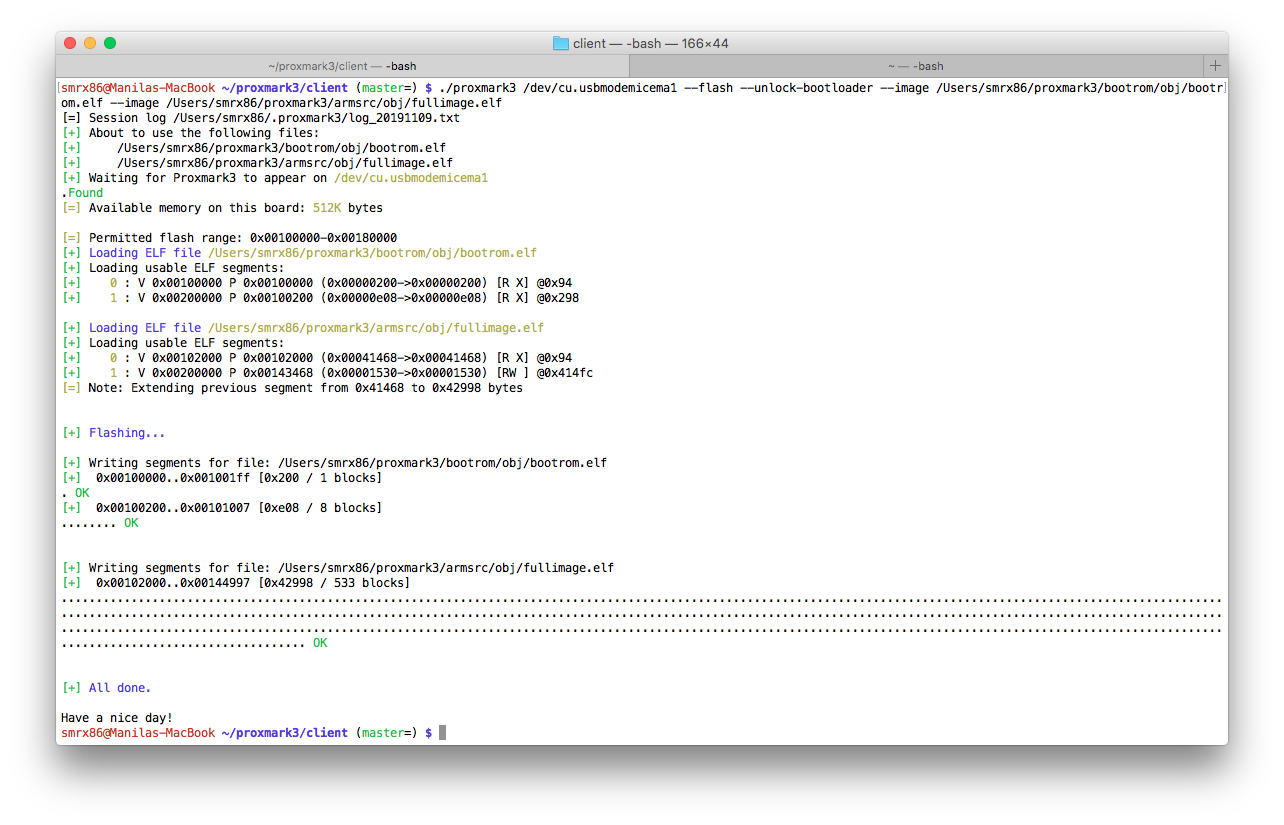 client — -bash — 166×44
~/proxmark3/client — -bash
~ — -bash
[smrx86@Manilas-MacBook ~/proxmark3/client (master=) $ ./proxmark3 /dev/cu.usbmodemicema1 --flash --unlock-bootloader --image /Users/smrx86/proxmark3/bootrom/obj/bootr]
om.elf --image /Users/smrx86/proxmark3/armsrc/obj/fullimage.elf
[=] Session log /Users/smrx86/.proxmark3/log_20191109.txt
[+] About to use the following files:
[+]     /Users/smrx86/proxmark3/bootrom/obj/bootrom.elf
[+]     /Users/smrx86/proxmark3/armsrc/obj/fullimage.elf
[+] Waiting for Proxmark3 to appear on /dev/cu.usbmodemicema1
.Found
[=] Available memory on this board: 512K bytes
[=] Permitted flash range: 0x00100000-0x00180000
[+] Loading ELF file /Users/smrx86/proxmark3/bootrom/obj/bootrom.elf
[+] Loading usable ELF segments:
[+]    0 : V 0x00100000 P 0x00100000 (0x00000200->0x00000200) [R X] @0x94
[+]    1 : V 0x00200000 P 0x00100200 (0x00000e08->0x00000e08) [R X] @0x298
[+] Loading ELF file /Users/smrx86/proxmark3/armsrc/obj/fullimage.elf
[+] Loading usable ELF segments:
[+]    0 : V 0x00102000 P 0x00102000 (0x00041468->0x00041468) [R X] @0x94
[+]    1 : V 0x00200000 P 0x00143468 (0x00001530->0x00001530) [RW ] @0x414fc
[=] Note: Extending previous segment from 0x41468 to 0x42998 bytes
[+] Flashing...
[+] Writing segments for file: /Users/smrx86/proxmark3/bootrom/obj/bootrom.elf
[+]  0x00100000..0x001001ff [0x200 / 1 blocks]
. OK
[+]  0x00100200..0x00101007 [0xe08 / 8 blocks]
........ OK
[+] Writing segments for file: /Users/smrx86/proxmark3/armsrc/obj/fullimage.elf
[+]  0x00102000..0x00144997 [0x42998 / 533 blocks]
......................................................................................................................................................................
......................................................................................................................................................................
......................................................................................................................................................................
................................... OK
[+] All done.
Have a nice day!
smrx86@Manilas-MacBook ~/proxmark3/client (master=) $